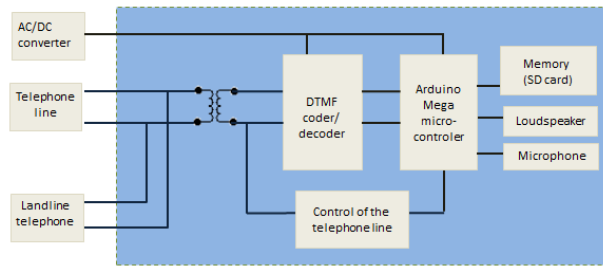 AC/DC
converter
Telephone
line
Landline
telephone
DTMF
coder/
decoder
Arduino
Mega
micro-
controler
Memory
(SD card)
Loudspeaker
Microphone
Control of the
telephone line